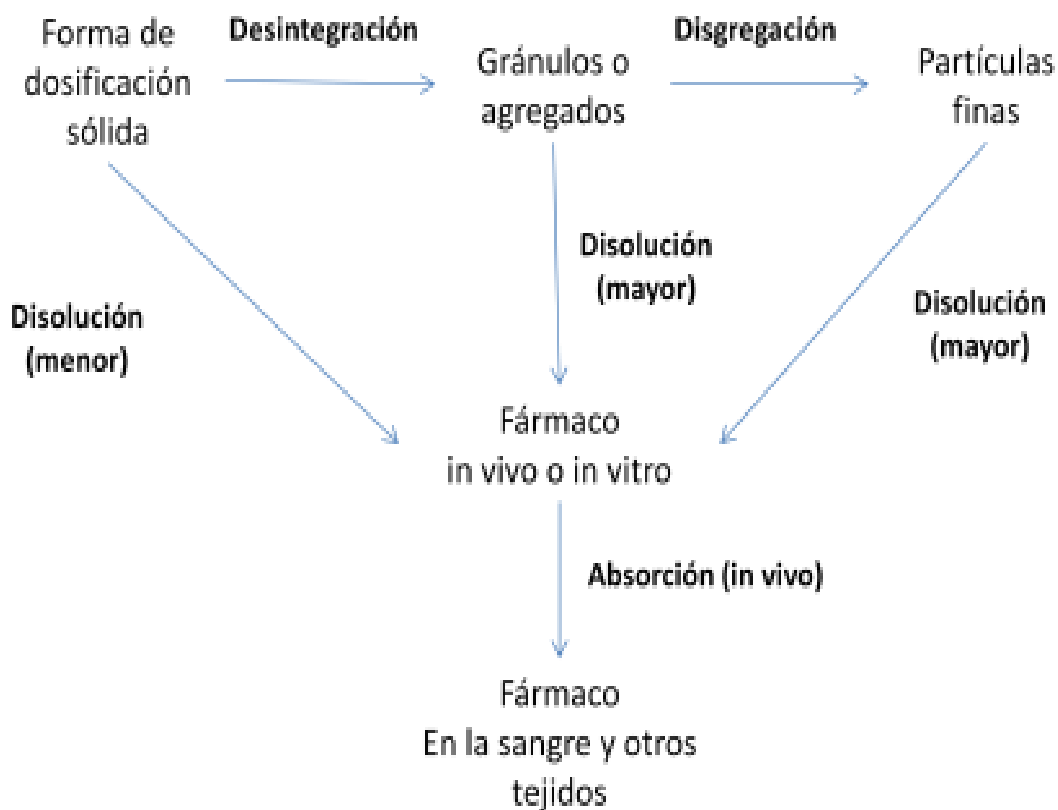 Forma de
dosificación
sólida
Desintegración
Gránulos o
agregados
Disgregación
Partículas
finas
Disolución
(menor)
Disolución
(mayor)
Disolución
(mayor)
Fármaco
in vivo o in vitro
Absorción (in vivo)
Fármaco
En la sangre y otros
tejidos